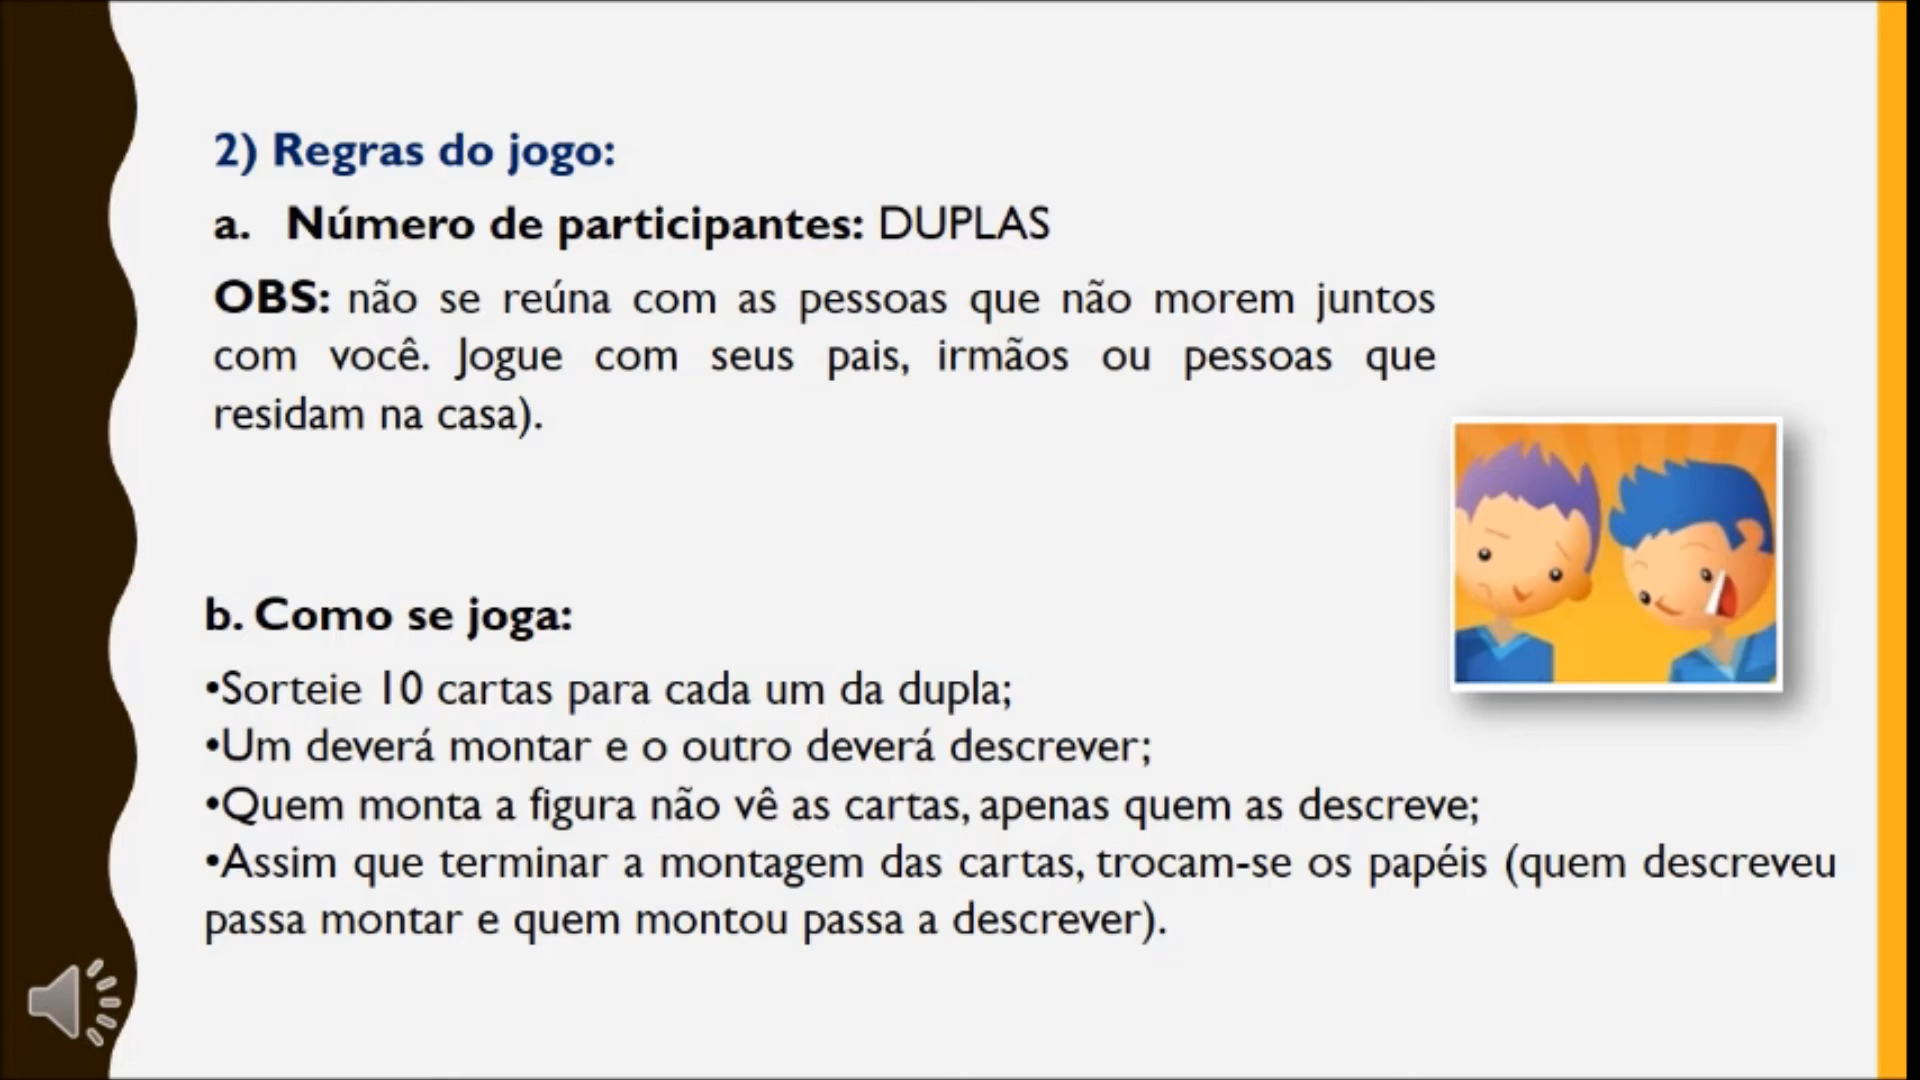 2) Regras do jogo:
a. Número de participantes: DUPLAS
OBS: não se reúna com as pessoas que não morem juntos
com você. Jogue com seus pais, irmãos ou pessoas que
residam na casa).
b. Como se joga:
•Sorteie 10 cartas para cada um da dupla;
•Um deverá montar e o outro deverá descrever;
•Quem monta a figura não vê as cartas, apenas quem as descreve;
•Assim que terminar a montagem das cartas, trocam-se os papéis (quem descreveu
passa montar e quem montou passa a descrever).